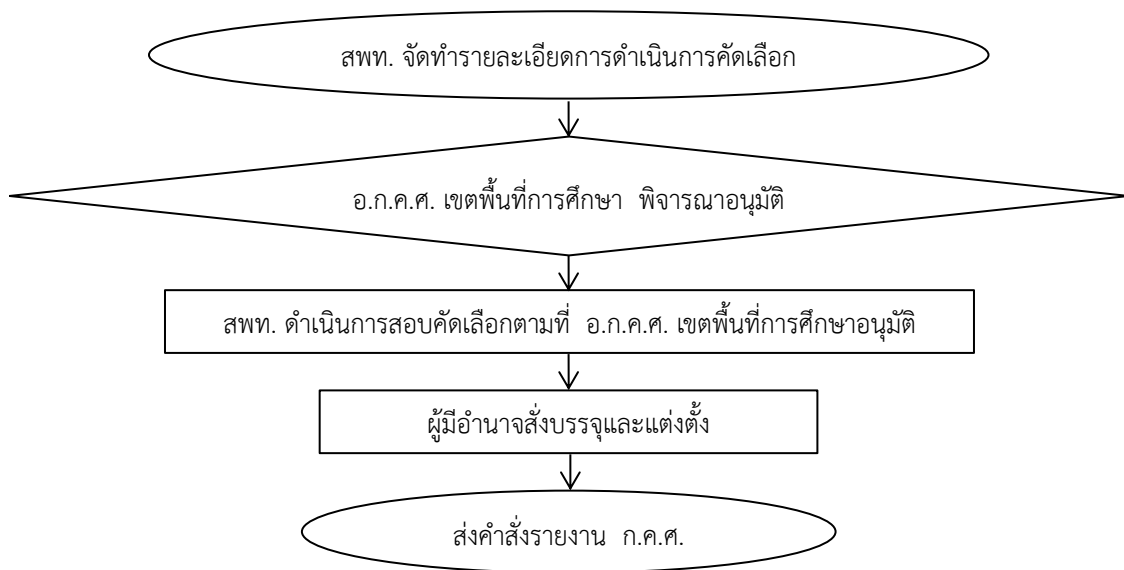 สพท. จัดทำรายละเอียดการดำเนินการคัดเลือก
อ.ก.ค.ศ. เขตพื้นที่การศึกษา พิจารณาอนุมัติ
สพท. ดำเนินการสอบคัดเลือกตามที่ อ.ก.ค.ศ. เขตพื้นที่การศึกษาอนุมัติ
ผู้มีอำนาจสั่งบรรจุและแต่งตั้ง
ส่งคำสั่งรายงาน ก.ค.ศ.